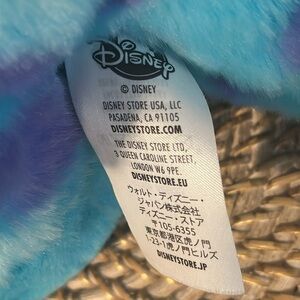 Disney
© DISNEY
DISNEY STORE USA, LLC
PASADENA, CA 91105
DISNEYSTORE.COM
THE DISNEY STORE LTD,
3 QUEEN CAROLINE STREET,
LONDON W6 9PE.
DISNEYSTORE.EU
ウォルト・ディズニー・
ジャパン株式会社
ディズニー・ストア
〒105-6355
東京都港区虎ノ門
1-23-1虎ノ門ヒルズ
DISNEYSTORE.JP